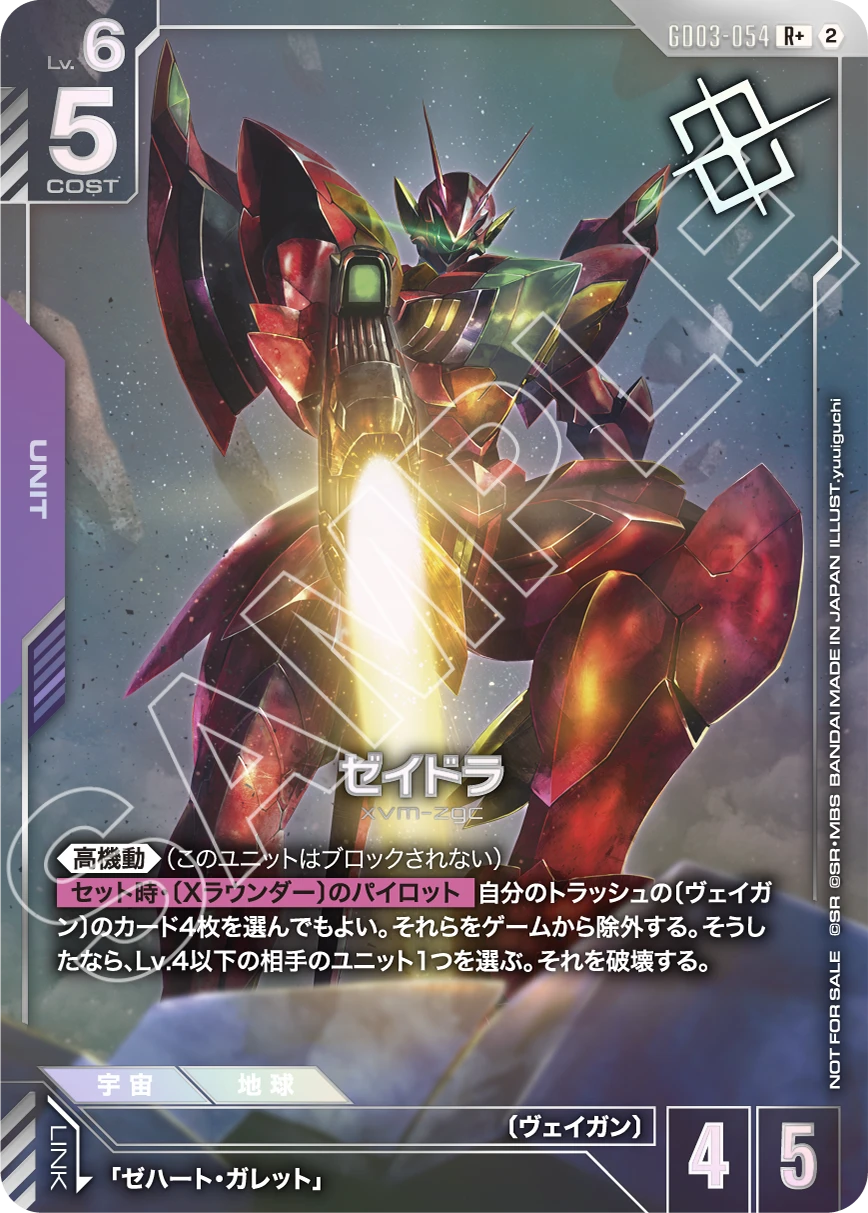 Lv. 6
GD03-054 R+ 2
5
COST
UNIT
SAMPLE
ゼイドラ
xvm-zgc
高機動 (このユニットはブロックされない)
セット時・〔Xラウンダー〕のパイロット 自分のトラッシュの〔ヴェイガ
ン〕のカード4枚を選んでもよい。それらをゲームから除外する。そうし
たなら、Lv.4以下の相手のユニット1つを選ぶ。それを破壊する。
NOT FOR SALE ©SR ©SR・MBS BANDAI MADE IN JAPAN ILLUST.yuuiguchi
宇宙 地球
〔ヴェイガン〕
LINK
「ゼハート・ガレット」
4 5